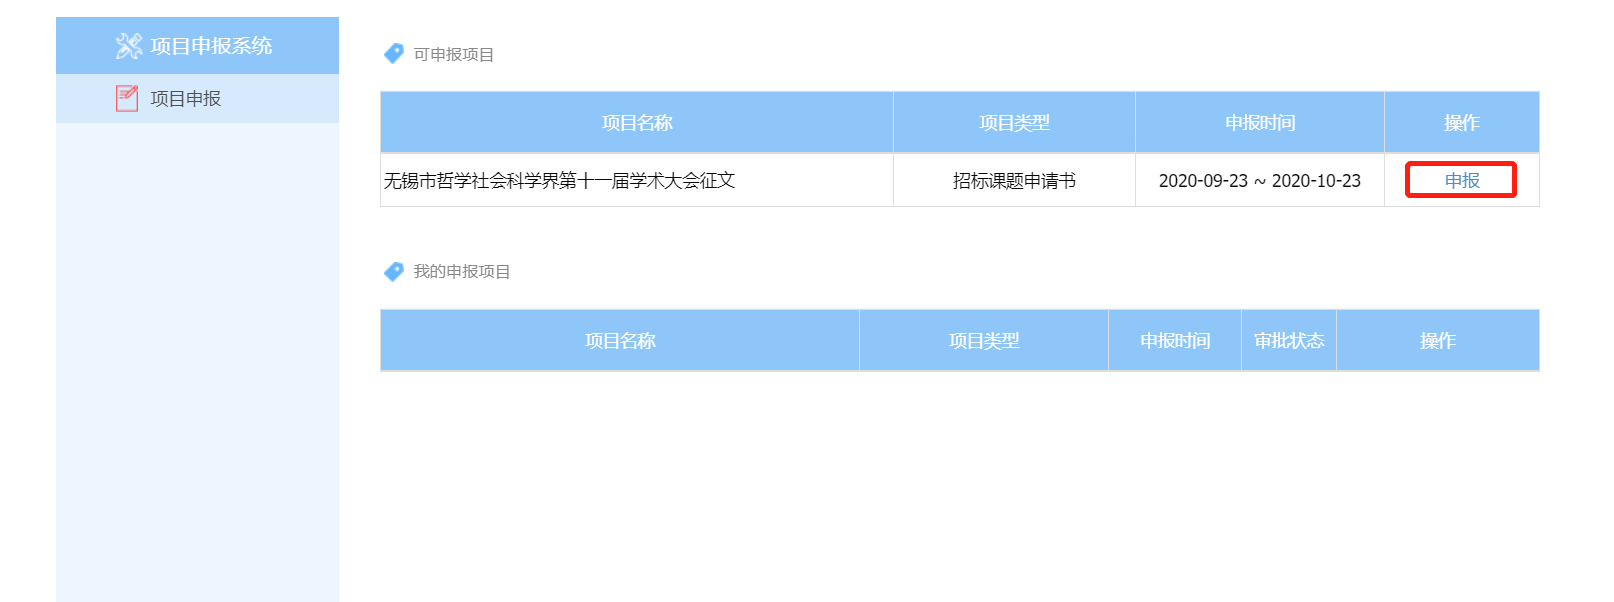 项目申报系统
项目申报
可申报项目
项目名称 项目类型 申报时间 操作
无锡市哲学社会科学界第十一届学术大会征文 招标课题申请书 2020-09-23 ~ 2020-10-23 申报
我的申报项目
项目名称 项目类型 申报时间 审批状态 操作